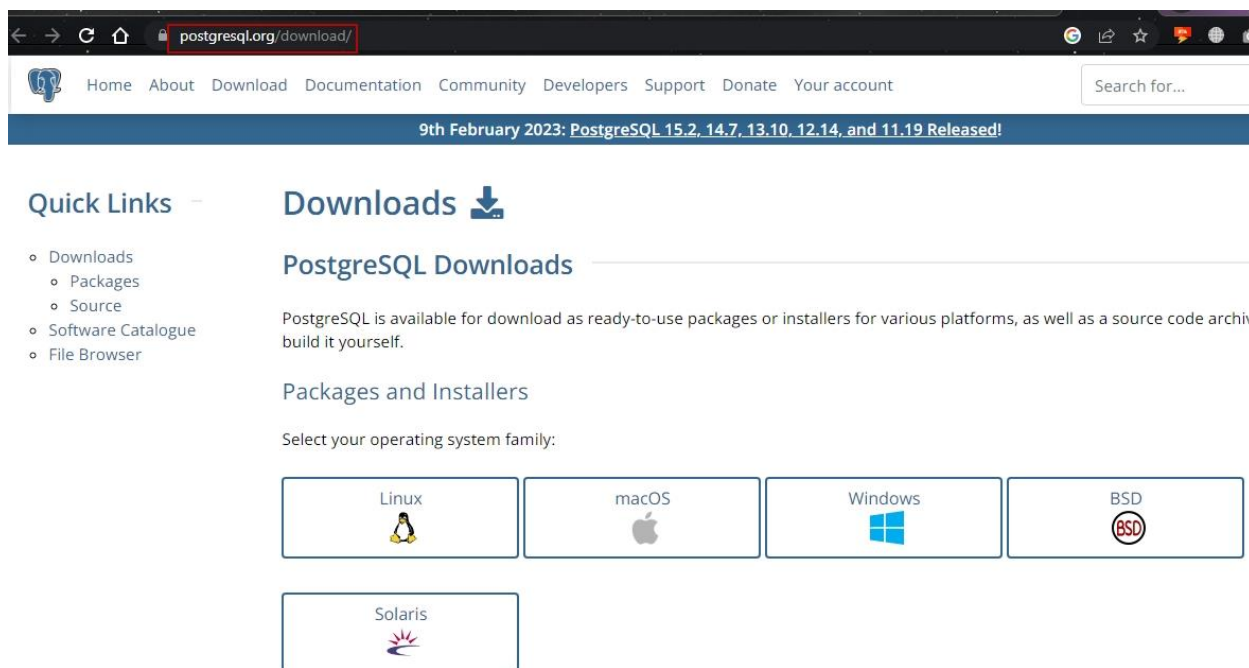 postgresql.org/download/
Home About Download Documentation Community Developers Support Donate Your account Search for...
9th February 2023: PostgreSQL 15.2, 14.7, 13.10, 12.14, and 11.19 Released!
Quick Links
Downloads
Packages
Source
Software Catalogue
File Browser
Downloads
PostgreSQL Downloads
PostgreSQL is available for download as ready-to-use packages or installers for various platforms, as well as a source code
build it yourself.
Packages and Installers
Select your operating system family:
Linux macOS Windows BSD
BSD
Solaris